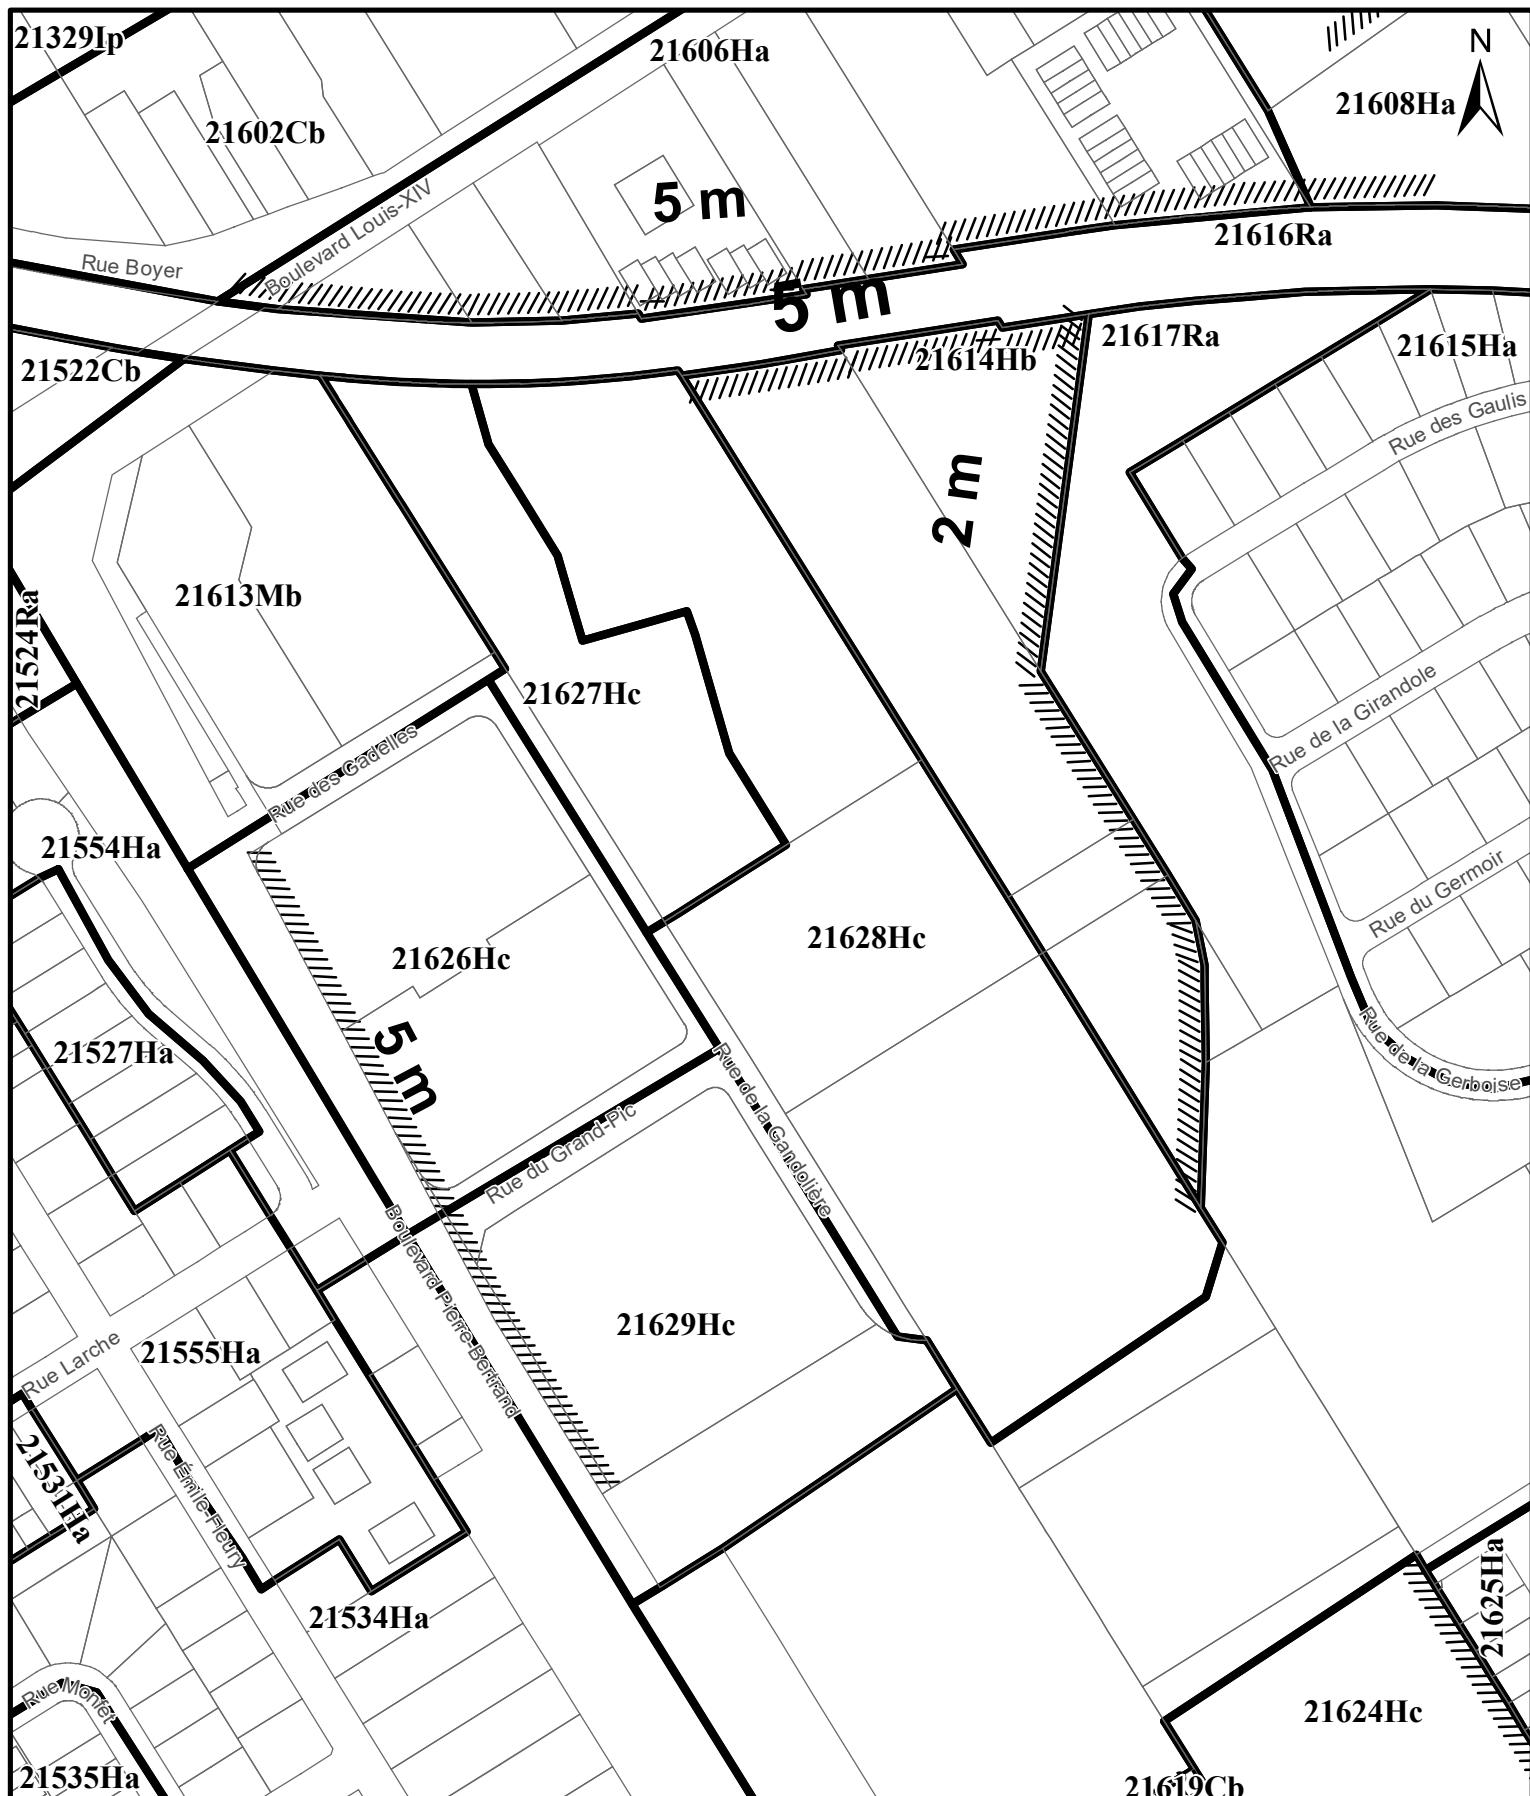 21329Ip
21606Ha
N
21608Ha
21602Cb
5 m
Boulevard Louis-XIV
21616Ra
Rue Boyer
5 m
21614Hb
21617Ra
21615Ha
21522Cb
Rue des Gaulis
2 m
21613Mb
21524Ra
21627Hc
Rue de la Girandole
Rue des Gadelles
21554Ha
Rue du Germoir
21628Hc
21626Hc
5 m
21527Ha
Rue de la Gerboise
Rue du Grand-Pic
Rue de la Gandolière
Boulevard Pierre-Bertrand
21629Hc
21555Ha
Rue Larche
21531Ha
Rue Émile-Fleury
21534Ha
21625Ha
Rue Monfet
21624Hc
21535Ha
21619Cb